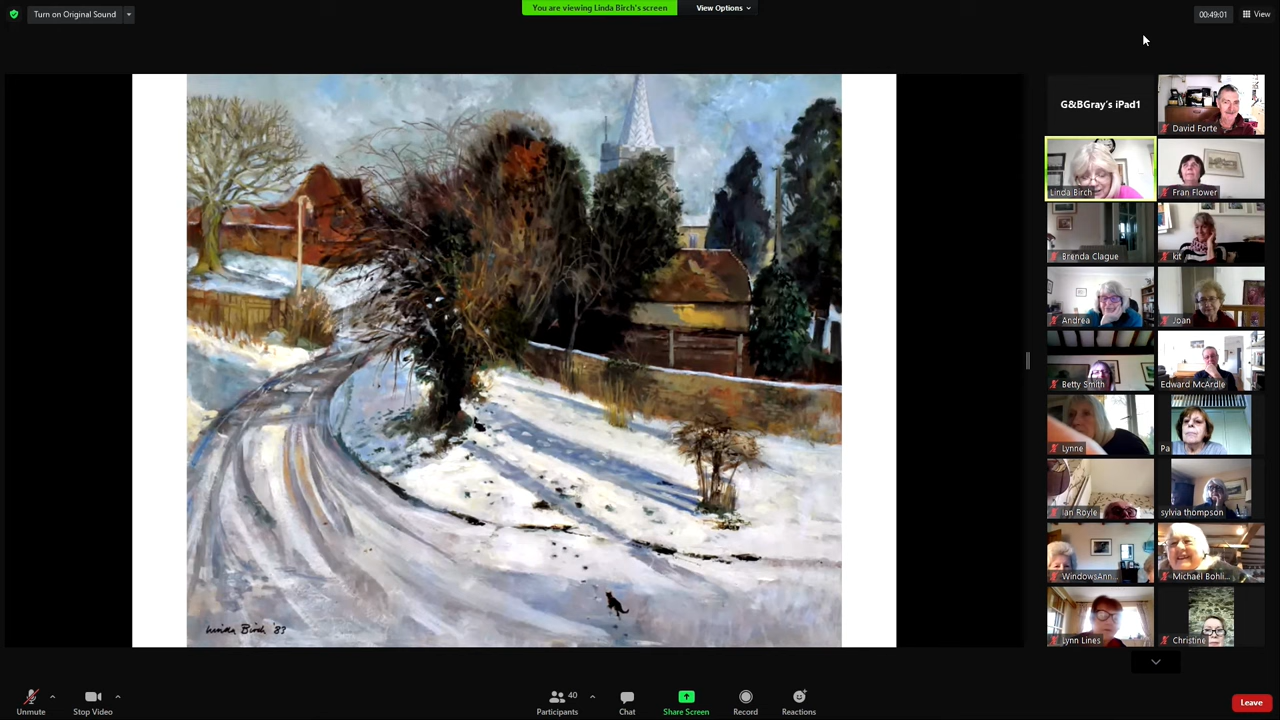 Turn on Original Sound
You are viewing Linda Birch's screen
View Options
00:49:01
View
G&BGray's iPad1
David Forte
Linda Birch
Fran Flower
Brenda Clague
kit
Andrea
Joan
Betty Smith
Edward McArdle
Lynne
Pa
Ian Royle
sylvia thompson
WindowsAnn...
Michael Bohli...
Lynn Lines
Christine
Linda Birch '83
Unmute
Stop Video
Participants
40
Chat
Share Screen
Record
Reactions
Leave